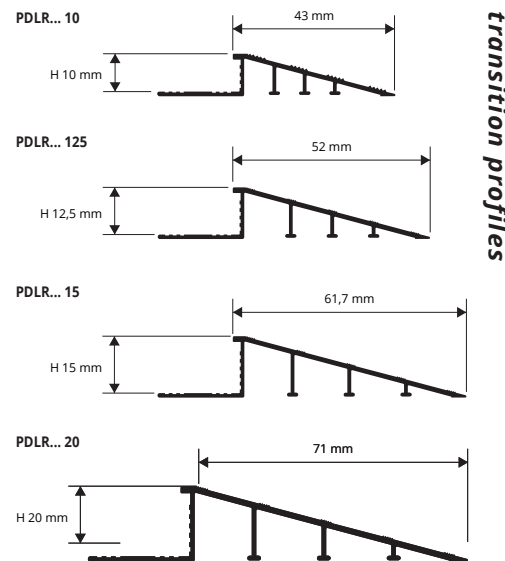 PDLR... 10
43 mm
H 10 mm
transition profiles
PDLR... 125
52 mm
H 12,5 mm
PDLR... 15
61,7 mm
H 15 mm
PDLR... 20
71 mm
H 20 mm